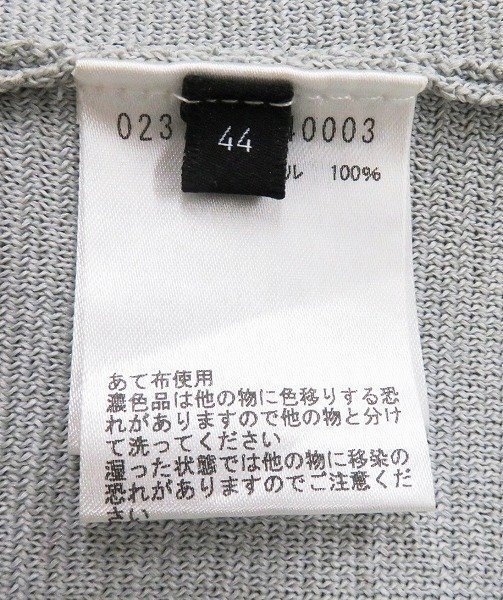 023
40003
44
ル 100%
あて布使用
濃色品は他の物に色移りする恐
れがありますので他の物と分け
て洗ってください
湿った状態では他の物に移染の
恐れがありますのでご注意くだ
さい